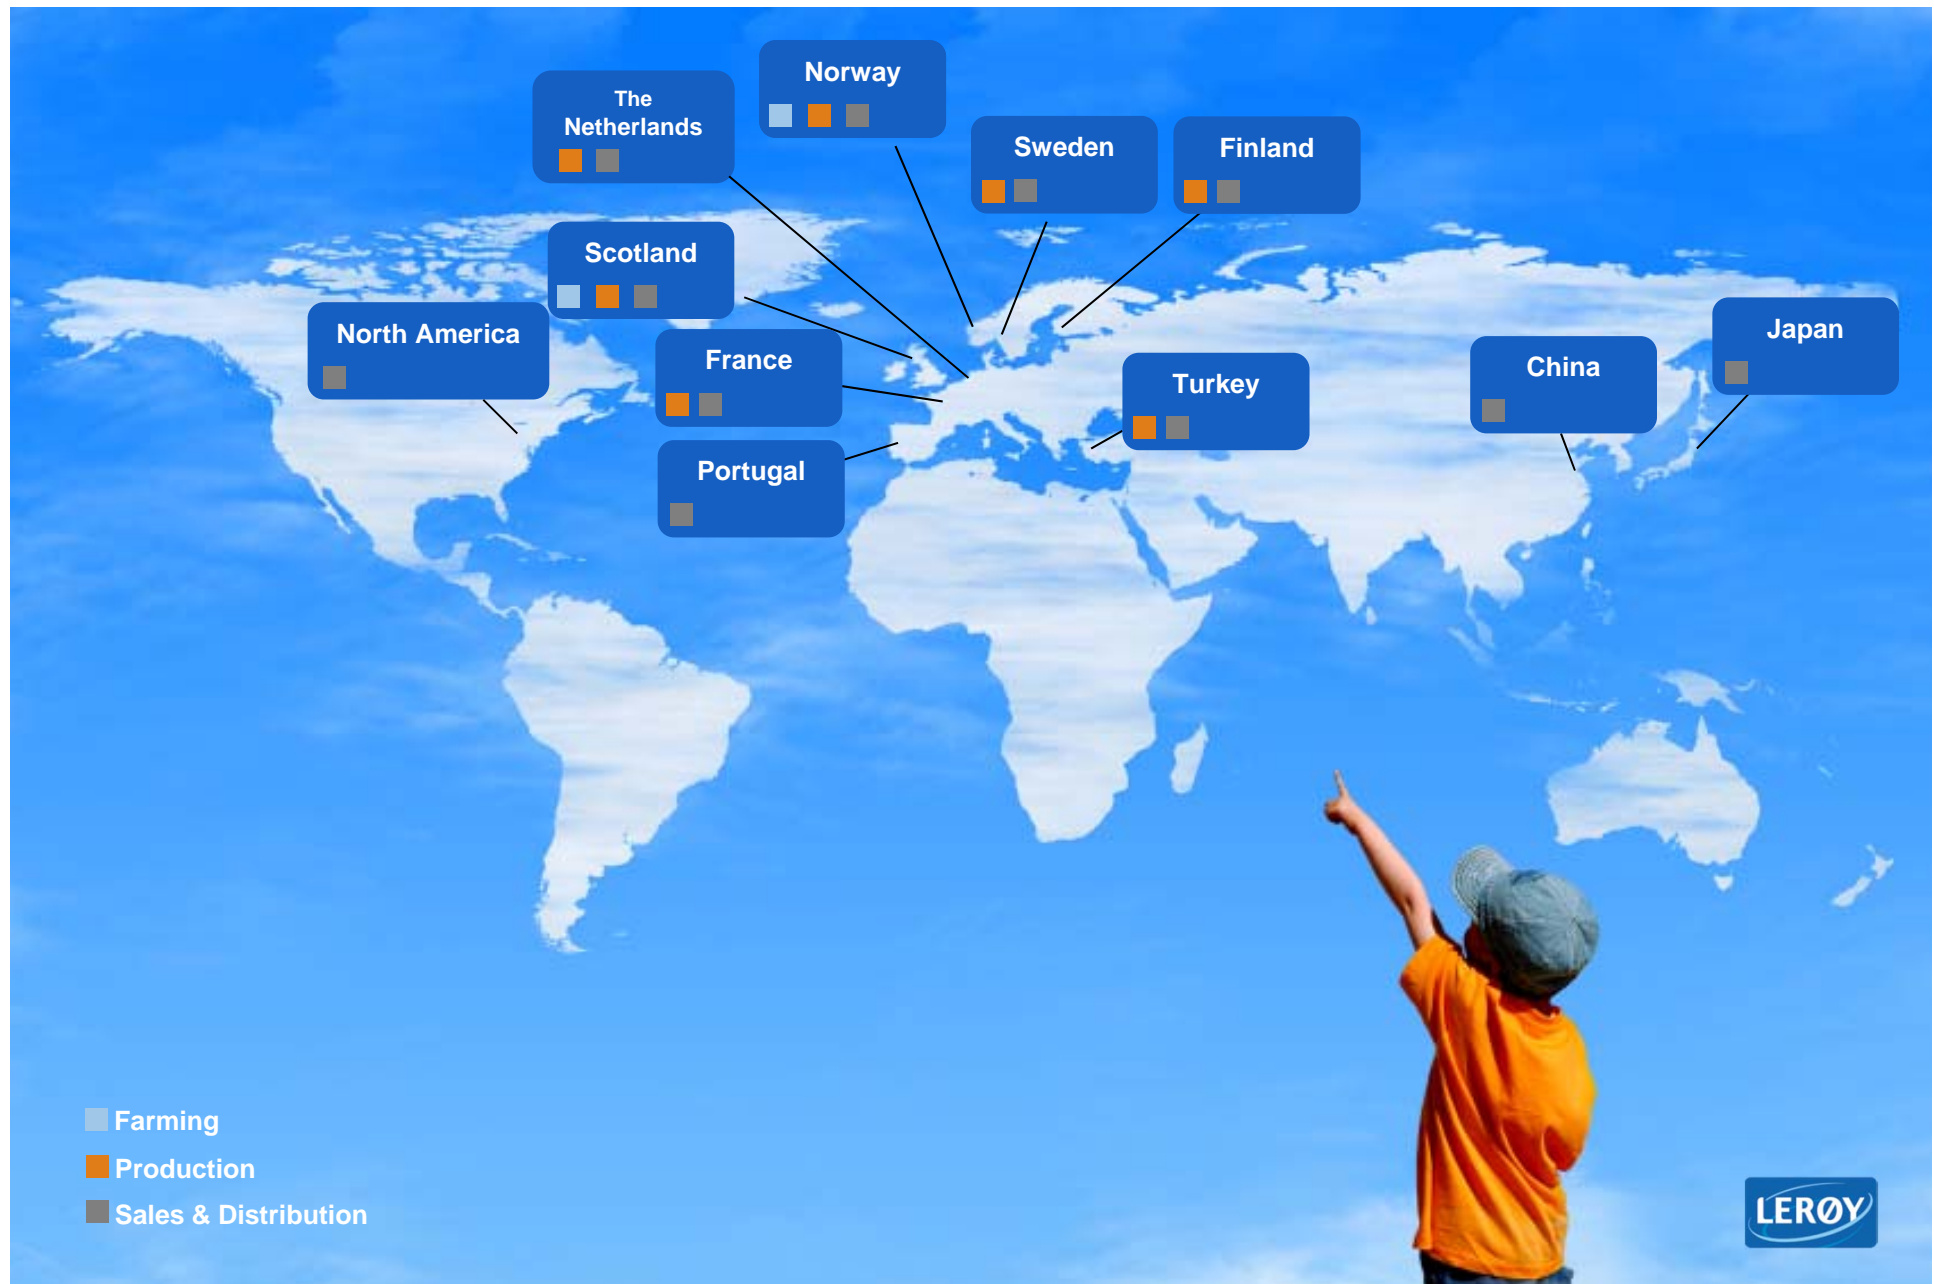 Norway
The
Netherlands
Sweden
Finland
Scotland
North America
France
Turkey
China
Japan
Portugal
Farming
Production
Sales & Distribution
LERØY